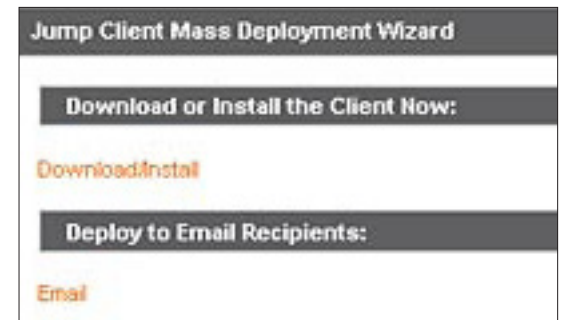 Jump Client Mass Deployment Wizard
Download or Install the Client Now:
Download/Install
Deploy to Email Recipients:
Email